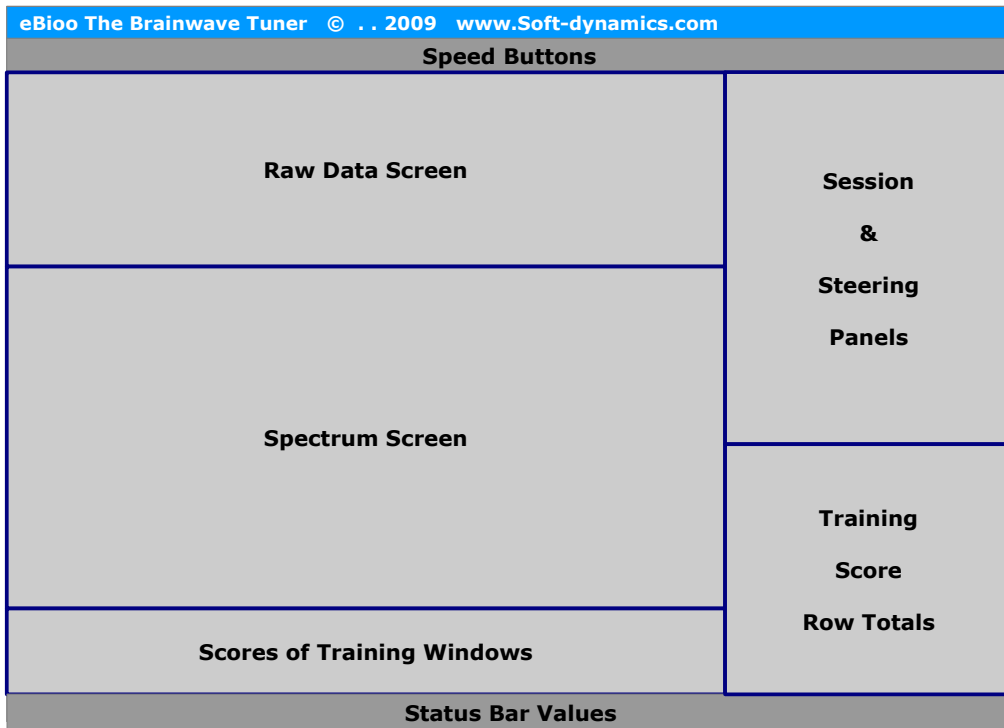 eBioo The Brainwave Tuner © . . 2009 www.Soft-dynamics.com
Speed Buttons
Raw Data Screen
Session
&
Steering
Panels
Spectrum Screen
Training
Score
Row Totals
Scores of Training Windows
Status Bar Values